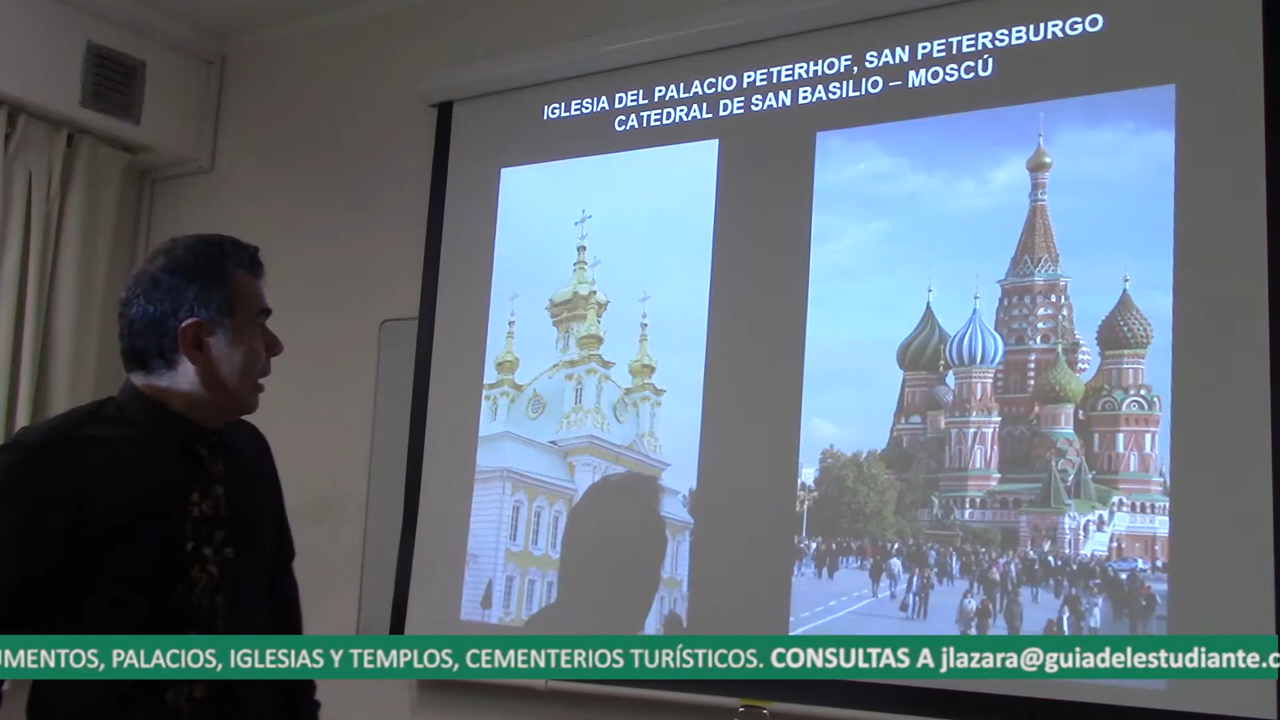 IGLESIA DEL PALACIO PETERHOF, SAN PETERSBURGO
CATEDRAL DE SAN BASILIO – MOSCÚ
UMENTOS, PALACIOS, IGLESIAS Y TEMPLOS, CEMENTERIOS TURÍSTICOS. CONSULTAS A jlazara@guiadelestudiante.c